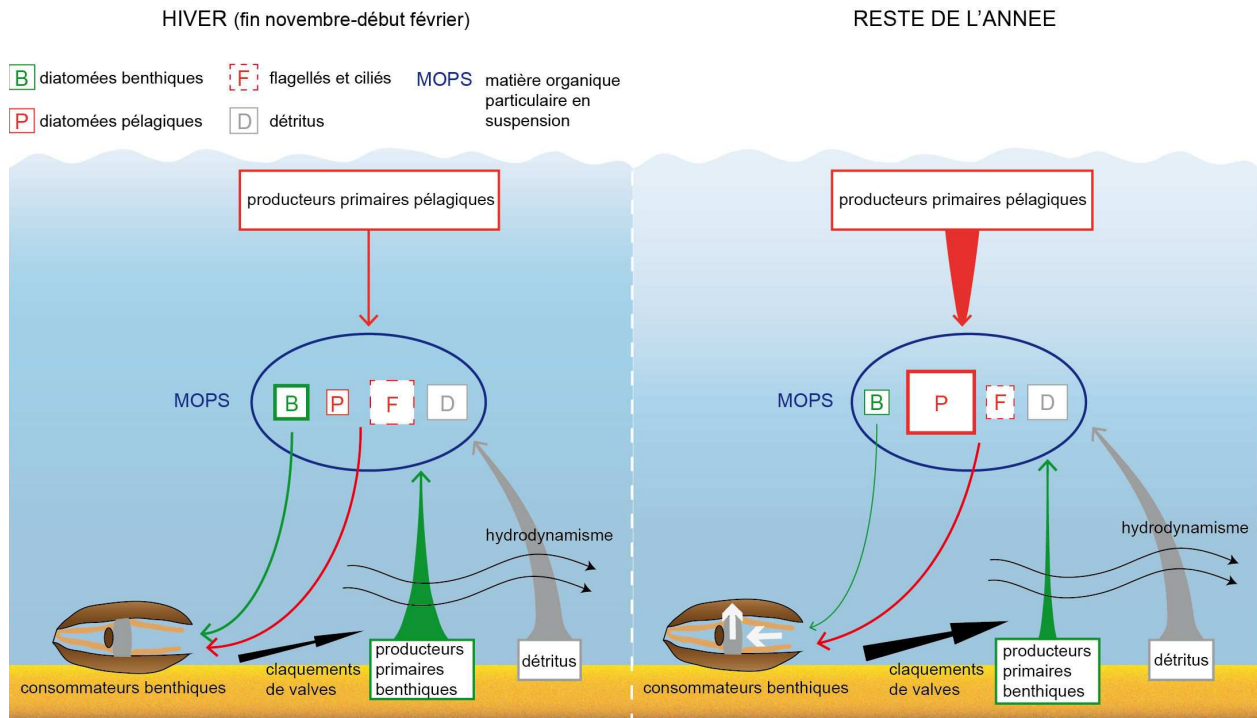 HIVER (fin novembre-début février)
RESTE DE L'ANNEE
B diatomées benthiques
F flagellés et ciliés
MOPS matière organique
particulaire en
suspension
P diatomées pélagiques
D détritus
producteurs primaires pélagiques
MOPS
B P F D
hydrodynamisme
consommateurs benthiques
claquements
de valves
producteurs
primaires
benthiques
détritus
producteurs primaires pélagiques
MOPS
B P F D
hydrodynamisme
consommateurs benthiques
claquements
de valves
producteurs
primaires
benthiques
détritus